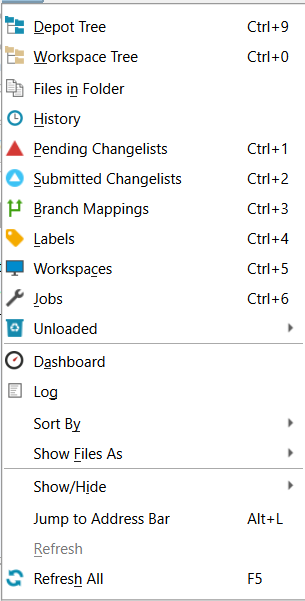 Depot Tree Ctrl+9
Workspace Tree Ctrl+0
Files in Folder
History
Pending Changelists Ctrl+1
Submitted Changelists Ctrl+2
Branch Mappings Ctrl+3
Labels Ctrl+4
Workspaces Ctrl+5
Jobs Ctrl+6
Unloaded
Dashboard
Log
Sort By
Show Files As
Show/Hide
Jump to Address Bar Alt+L
Refresh
Refresh All F5